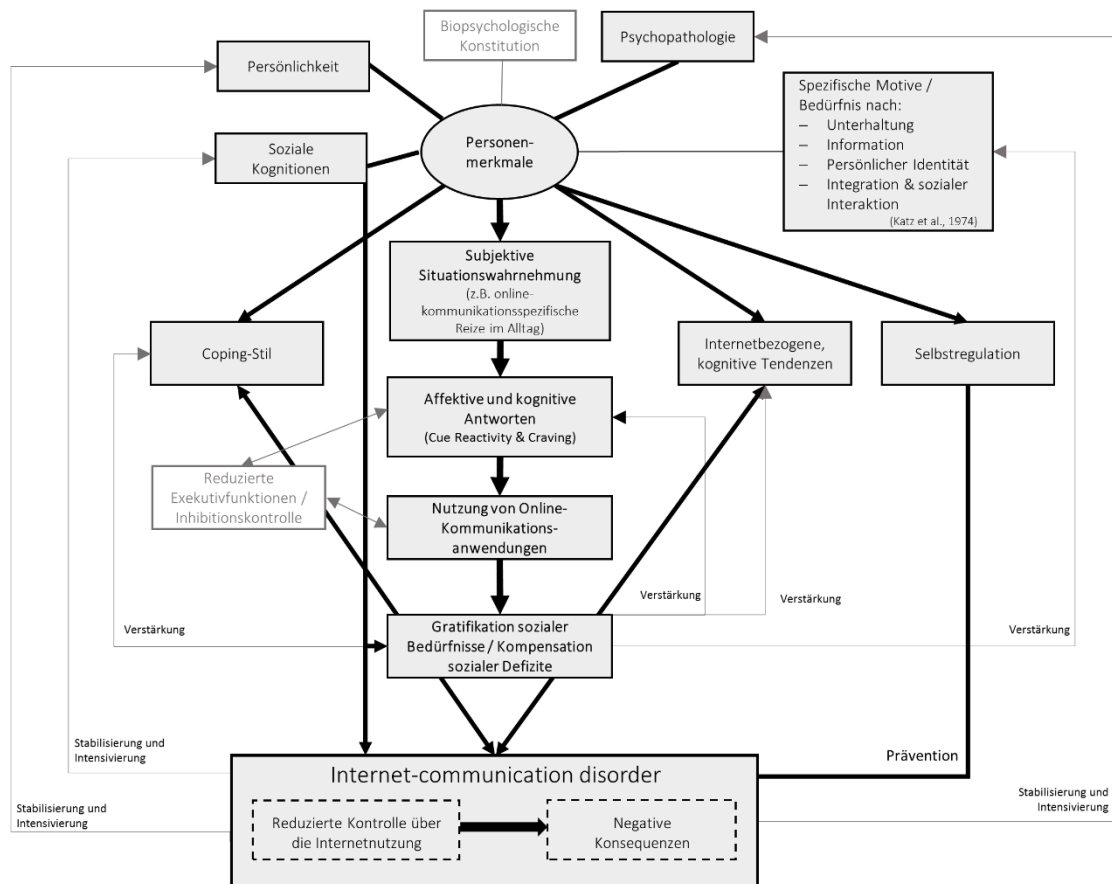 Biopsychologische
Konstitution
Psychopathologie
Persönlichkeit
Spezifische Motive /
Bedürfnis nach:
– Unterhaltung
– Information
– Persönlicher Identität
– Integration & sozialer
Interaktion
(Katz et al., 1974)
Personen-
merkmale
Soziale
Kognitionen
Subjektive
Situationswahrnehmung
(z.B. online-
kommunikationsspezifische
Reize im Alltag)
Coping-Stil
Internetbezogene,
kognitive Tendenzen
Selbstregulation
Affektive und kognitive
Antworten
(Cue Reactivity & Craving)
Reduzierte
Exekutivfunktionen /
Inhibitionskontrolle
Nutzung von Online-
Kommunikations-
anwendungen
Verstärkung
Verstärkung
Verstärkung
Verstärkung
Gratifikation sozialer
Bedürfnisse / Kompensation
sozialer Defizite
Stabilisierung und
Intensivierung
Prävention
Internet-communication disorder
Stabilisierung und
Intensivierung
Stabilisierung und
Intensivierung
Reduzierte Kontrolle über
die Internetnutzung
Negative
Konsequenzen